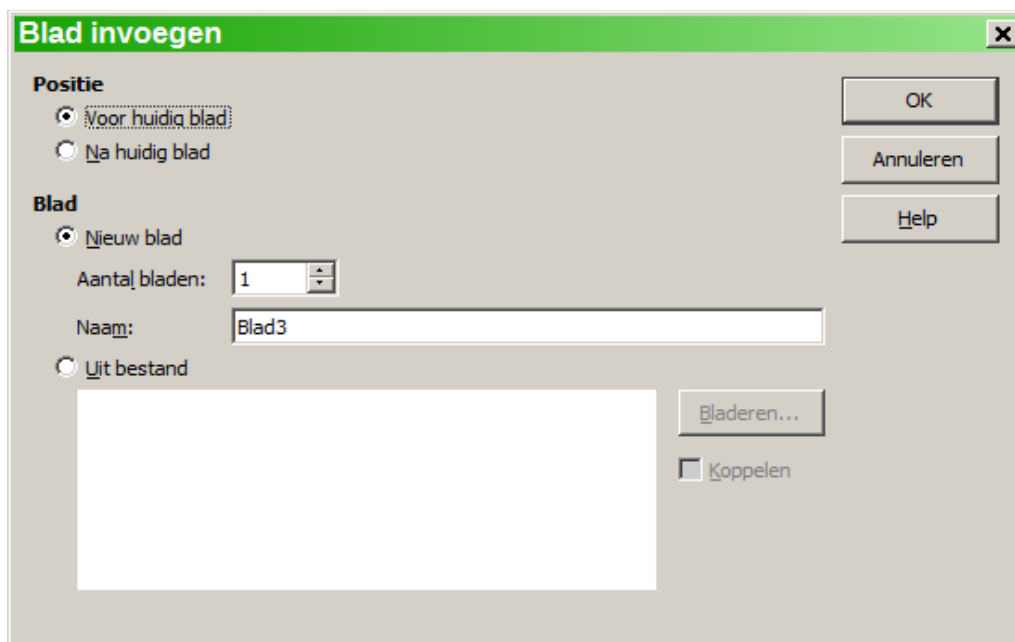 Blad invoegen
Positie
Voor huidig blad
Na huidig blad
OK
Annuleren
Help
Blad
Nieuw blad
Aantal bladen: 1
Naam: Blad3
Uit bestand
Bladeren...
Koppelen